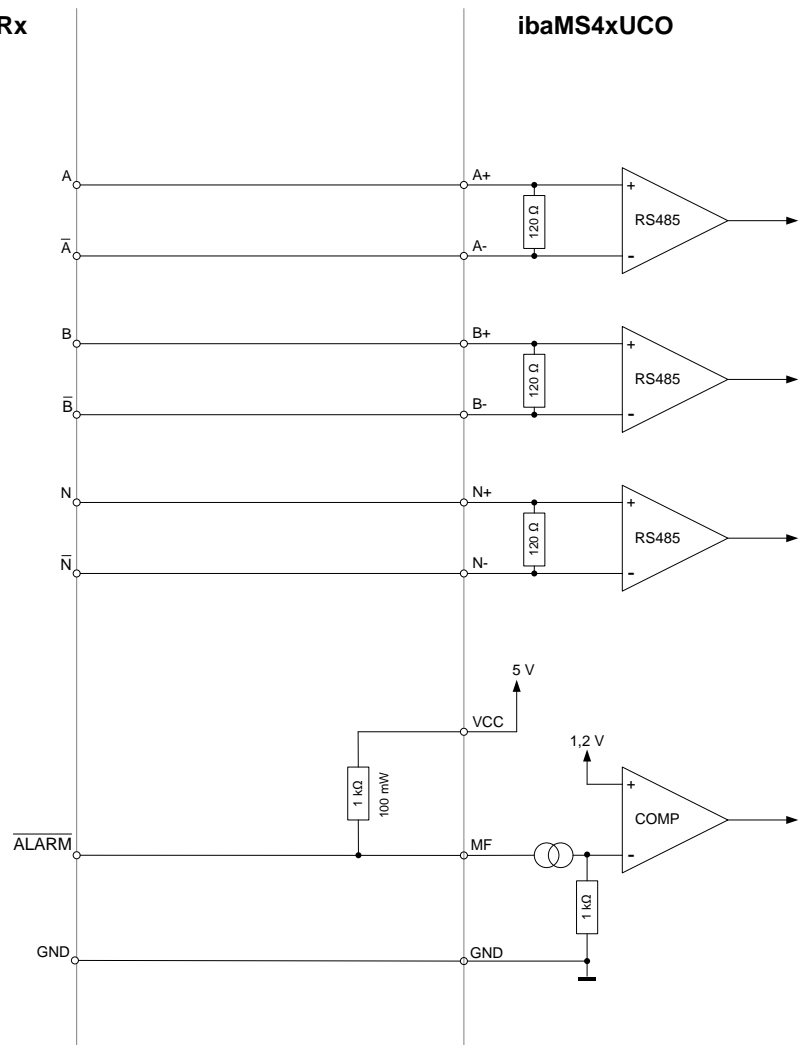 Rx ibaMS4xUCO
A A+
+
120 Ω
RS485
A̅ A-
-
B B+
+
120 Ω
RS485
B̅ B-
-
N N+
+
120 Ω
RS485
N̅ N-
-
5 V
VCC
1,2 V
1 kΩ
100 mW
+
COMP
A̅L̅A̅R̅M̅ MF
-
1 kΩ
GND GND